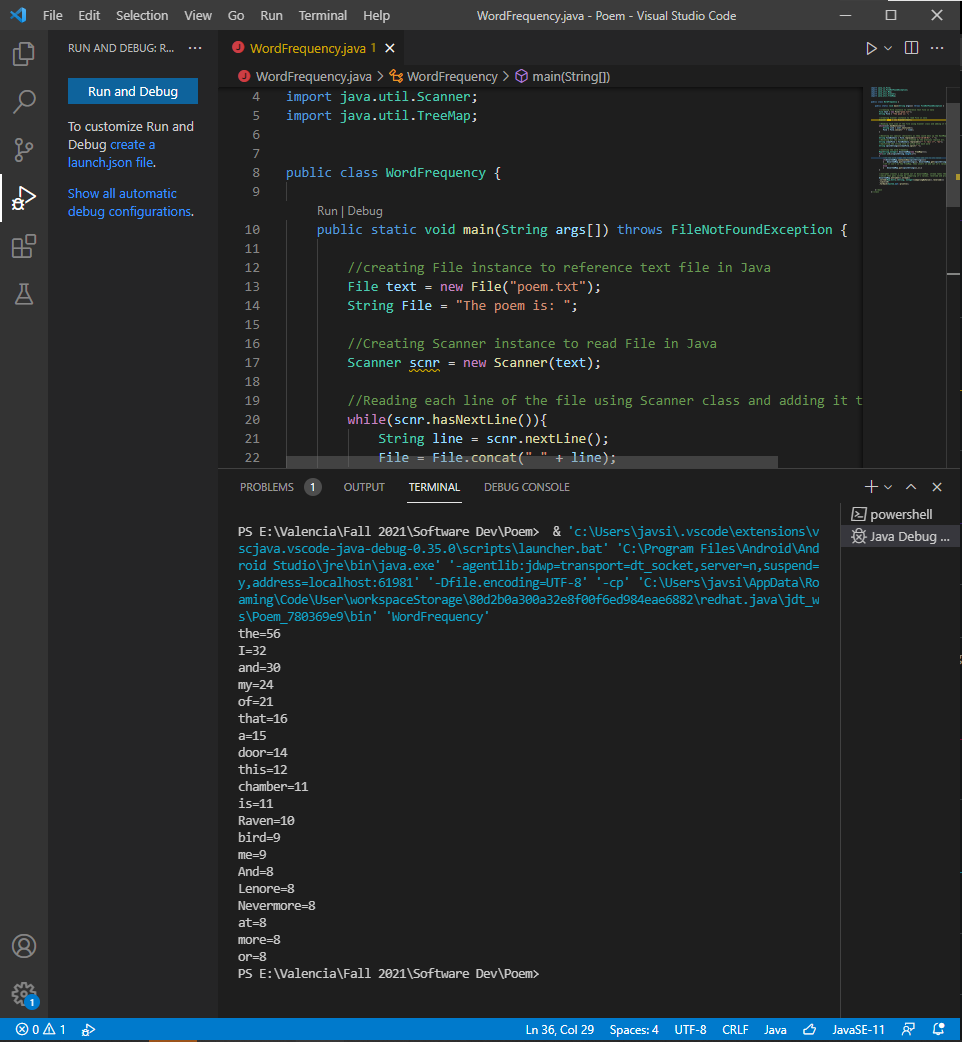 File Edit Selection View Go Run Terminal Help WordFrequency.java - Poem - Visual Studio Code
RUN AND DEBUG: R... ...
Run and Debug
To customize Run and
Debug create a
launch.json file.
Show all automatic
debug configurations.
WordFrequency.java 1
WordFrequency.java > WordFrequency > main(String[])
4 import java.util.Scanner;
5 import java.util.TreeMap;
6
7
8 public class WordFrequency {
9
Run | Debug
10 public static void main(String args[]) throws FileNotFoundException {
11
12 //creating File instance to reference text file in Java
13 File text = new File("poem.txt");
14 String File = "The poem is: ";
15
16 //Creating Scanner instance to read File in Java
17 Scanner scnr = new Scanner(text);
18
19 //Reading each line of the file using Scanner class and adding it t
20 while(scnr.hasNextLine()){
21 String line = scnr.nextLine();
22 File = File.concat(" " + line);
PROBLEMS 1 OUTPUT TERMINAL DEBUG CONSOLE
powershell
Java Debug ...
PS E:\Valencia\Fall 2021\Software Dev\Poem>  & 'c:\Users\javsi\.vscode\extensions\v
scjava.vscode-java-debug-0.35.0\scripts\launcher.bat' 'C:\Program Files\Android\And
roid Studio\jre\bin\java.exe' '-agentlib:jdwp=transport=dt_socket,server=n,suspend=
y,address=localhost:61981' '-Dfile.encoding=UTF-8' '-cp' 'C:\Users\javsi\AppData\Ro
aming\Code\User\workspaceStorage\80d2b0a300a32e8f00f6ed984eae6882\redhat.java\jdt_w
s\Poem_780369e9\bin' 'WordFrequency'
the=56
I=32
and=30
my=24
of=21
that=16
a=15
door=14
this=12
chamber=11
is=11
Raven=10
bird=9
me=9
And=8
Lenore=8
Nevermore=8
at=8
more=8
or=8
PS E:\Valencia\Fall 2021\Software Dev\Poem>
1
0 1 Ln 36, Col 29 Spaces: 4 UTF-8 CRLF Java JavaSE-11